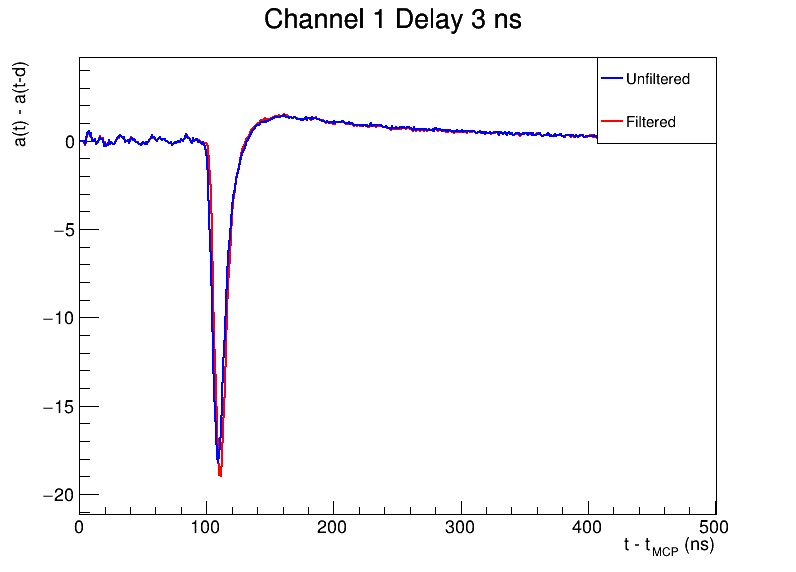 Channel 1 Delay 3 ns
a(t) - a(t-d)
Unfiltered
Filtered
0
−5
−10
−15
−20
0 100 200 300 400 500
t - t_MCP (ns)